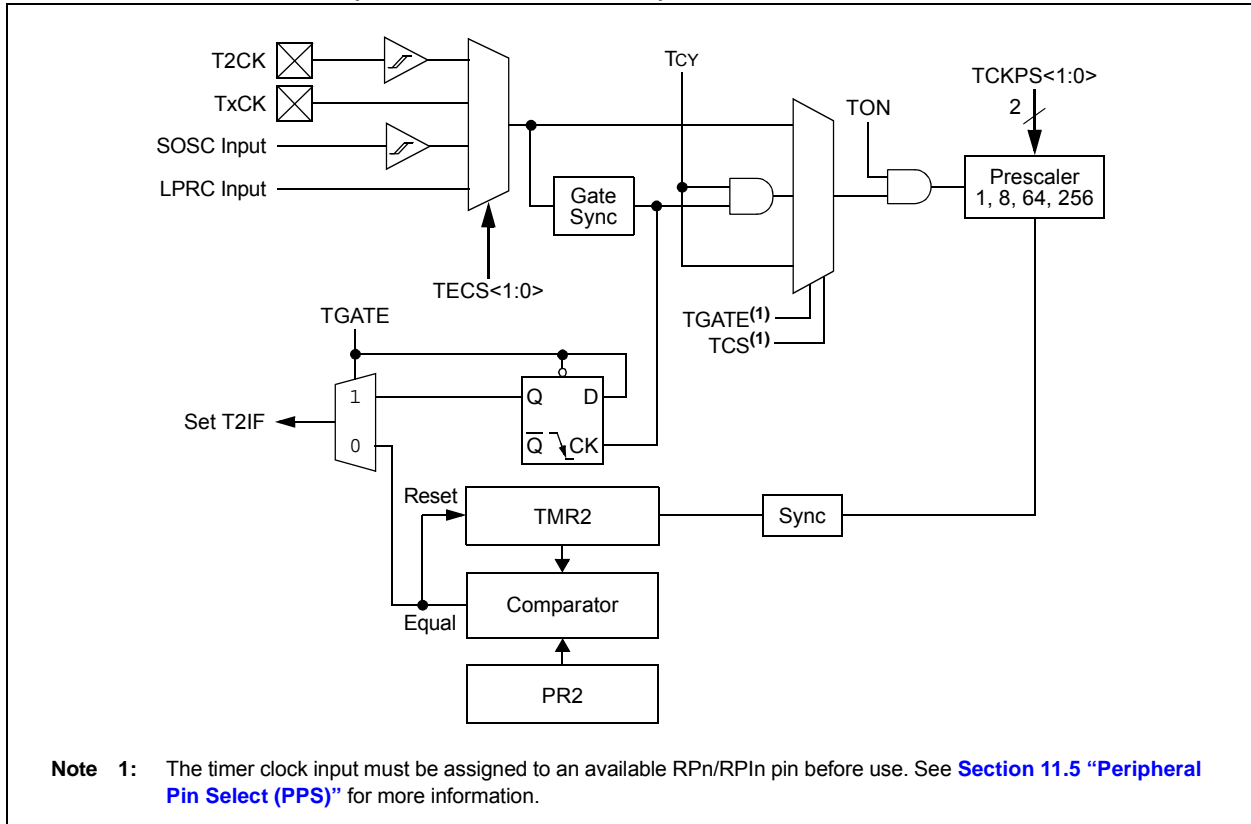 T2CK
TxCK
SOSC Input
LPRC Input
TECS<1:0>
Gate
Sync
TCY
TGATE(1)
TCS(1)
TON
TCKPS<1:0>
2
Prescaler
1, 8, 64, 256
TGATE
1
0
Set T2IF
Q D
Q CK
Reset
TMR2
Sync
Comparator
Equal
PR2
Note 1: The timer clock input must be assigned to an available RPn/RPIn pin before use. See Section 11.5 “Peripheral
Pin Select (PPS)” for more information.